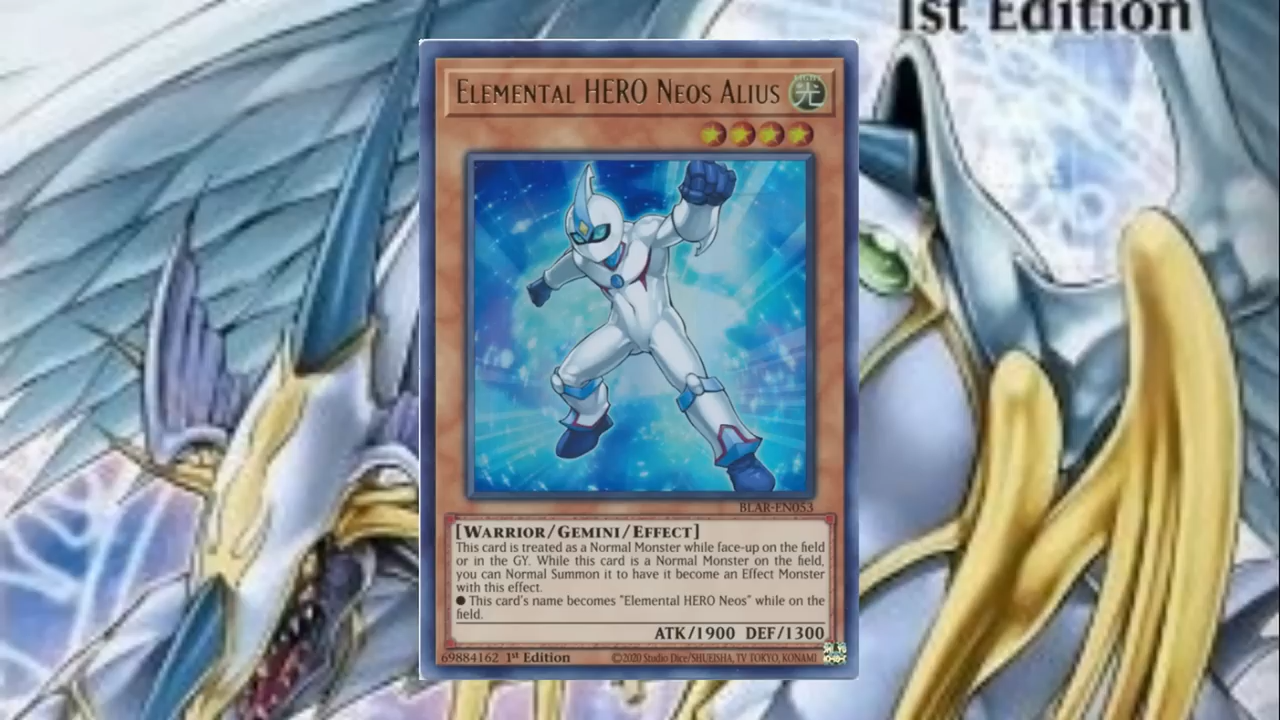 1st Edition
Elemental HERO Neos Alius 光
BLAR-EN053
[Warrior/Gemini/Effect]
This card is treated as a Normal Monster while face-up on the field
or in the GY. While this card is a Normal Monster on the field,
you can Normal Summon it to have it become an Effect Monster
with this effect.
● This card's name becomes "Elemental HERO Neos" while on the
field.
ATK/1900 DEF/1300
69884162 1st Edition ©2020 Studio Dice/SHUEISHA, TV TOKYO, KONAMI